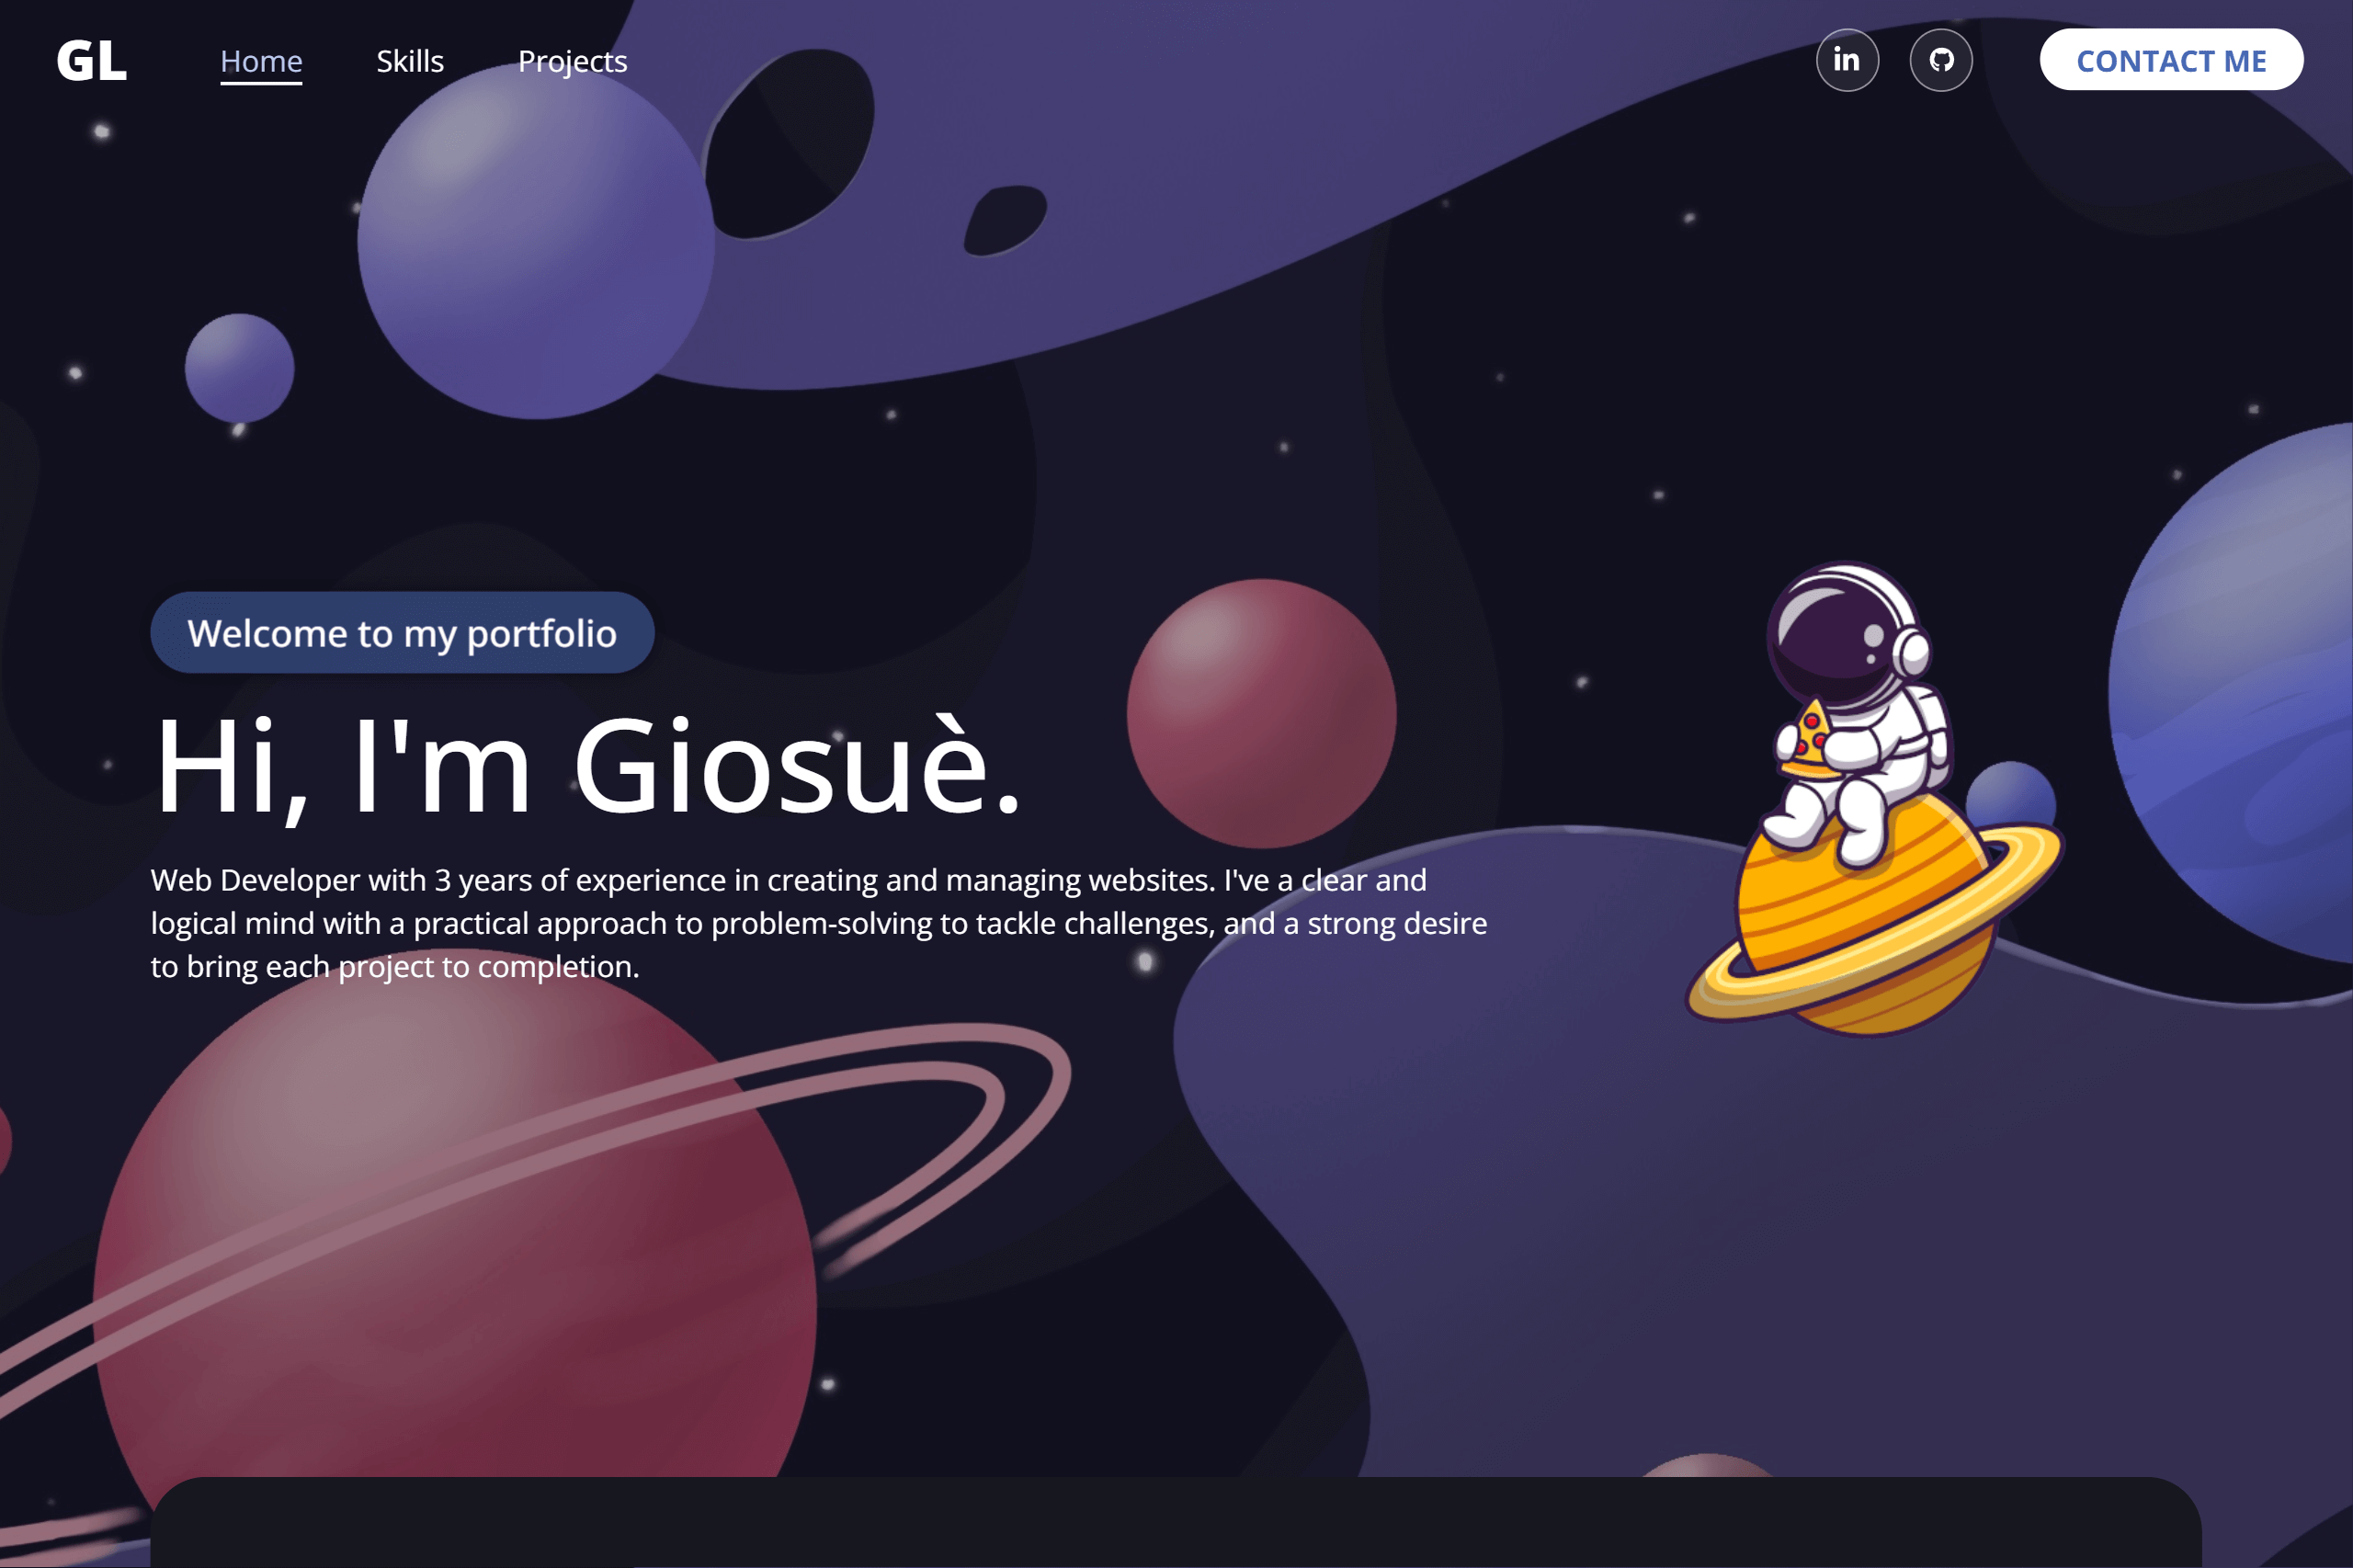 GL
Home
Skills
Projects
in
CONTACT ME
Welcome to my portfolio
Hi, I'm Giosuè.
Web Developer with 3 years of experience in creating and managing websites. I've a clear and
logical mind with a practical approach to problem-solving to tackle challenges, and a strong desire
to bring each project to completion.